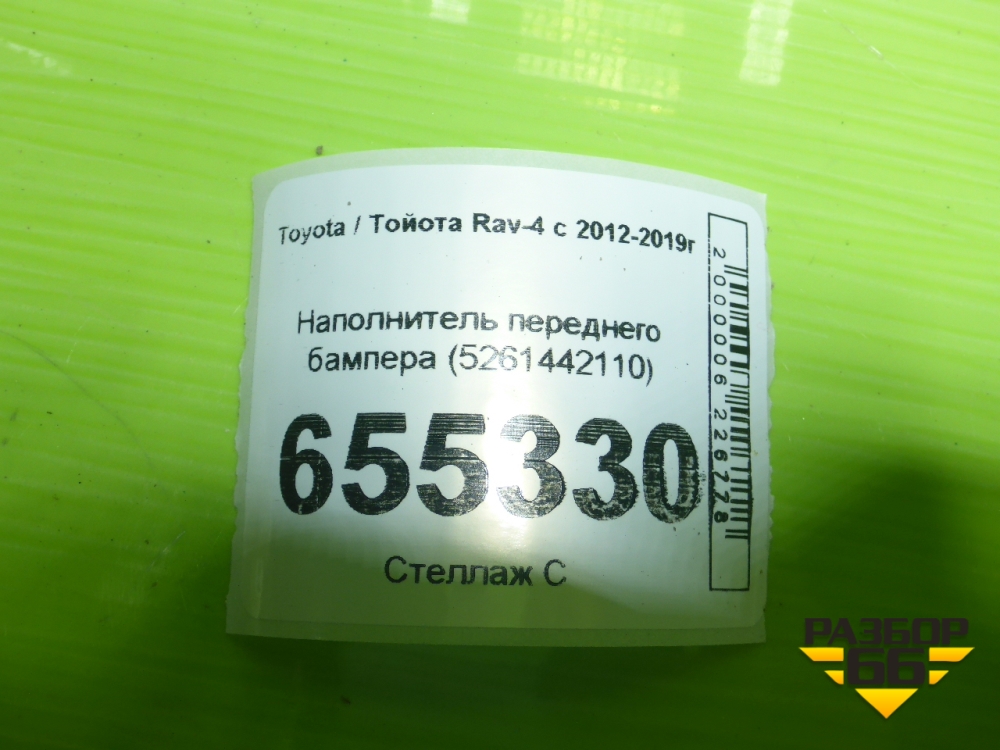 Toyota / Тойота Rav-4 с 2012-2019г
Наполнитель переднего
бампера (5261442110)
655330
Стеллаж С
2000006226778
РАЗБОР
66